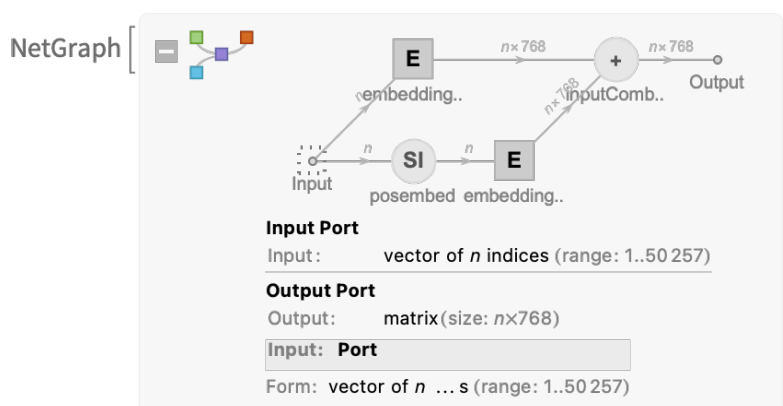 NetGraph
E
n×768
+
n×768
Output
n
embedding..
n×768
inputComb..
Input
n
SI
n
E
posembed
embedding..
Input Port
Input: vector of n indices (range: 1..50 257)
Output Port
Output: matrix (size: n×768)
Input: Port
Form: vector of n ... s (range: 1..50 257)